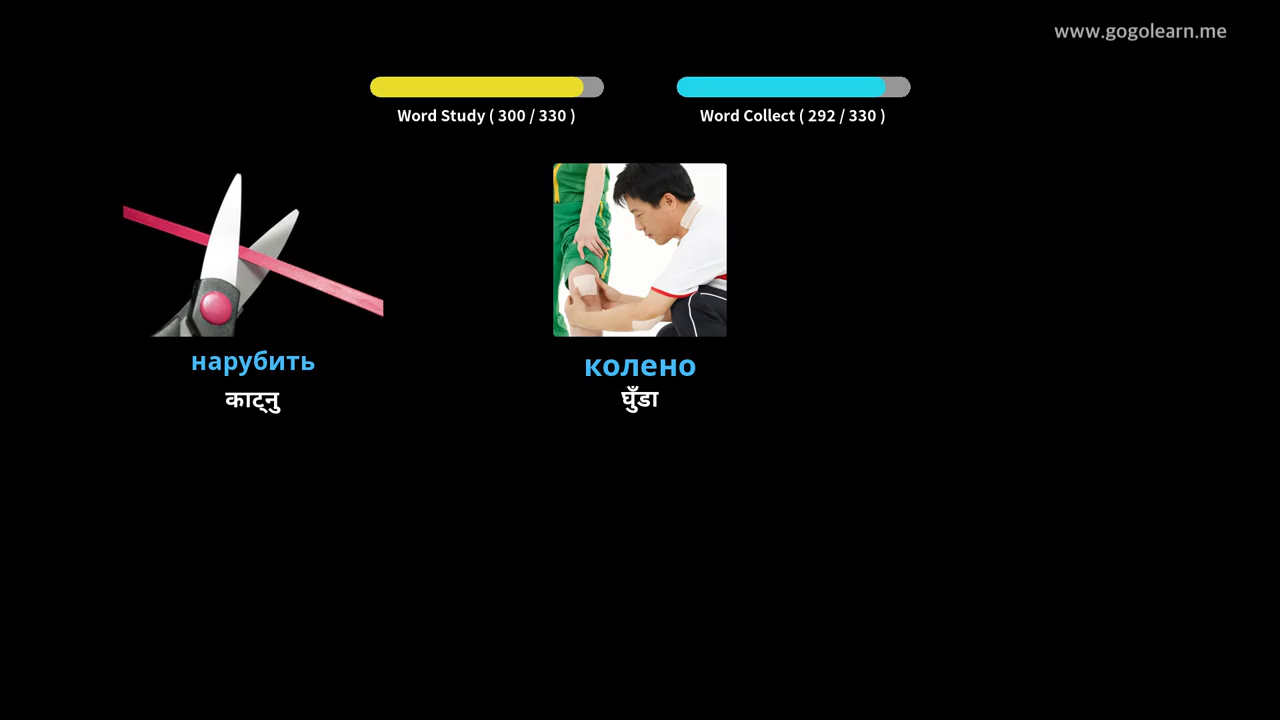 www.gogolearn.me
Word Study ( 300 / 330 )
Word Collect ( 292 / 330 )
нарубить
काट्नु
колено
घुँडा